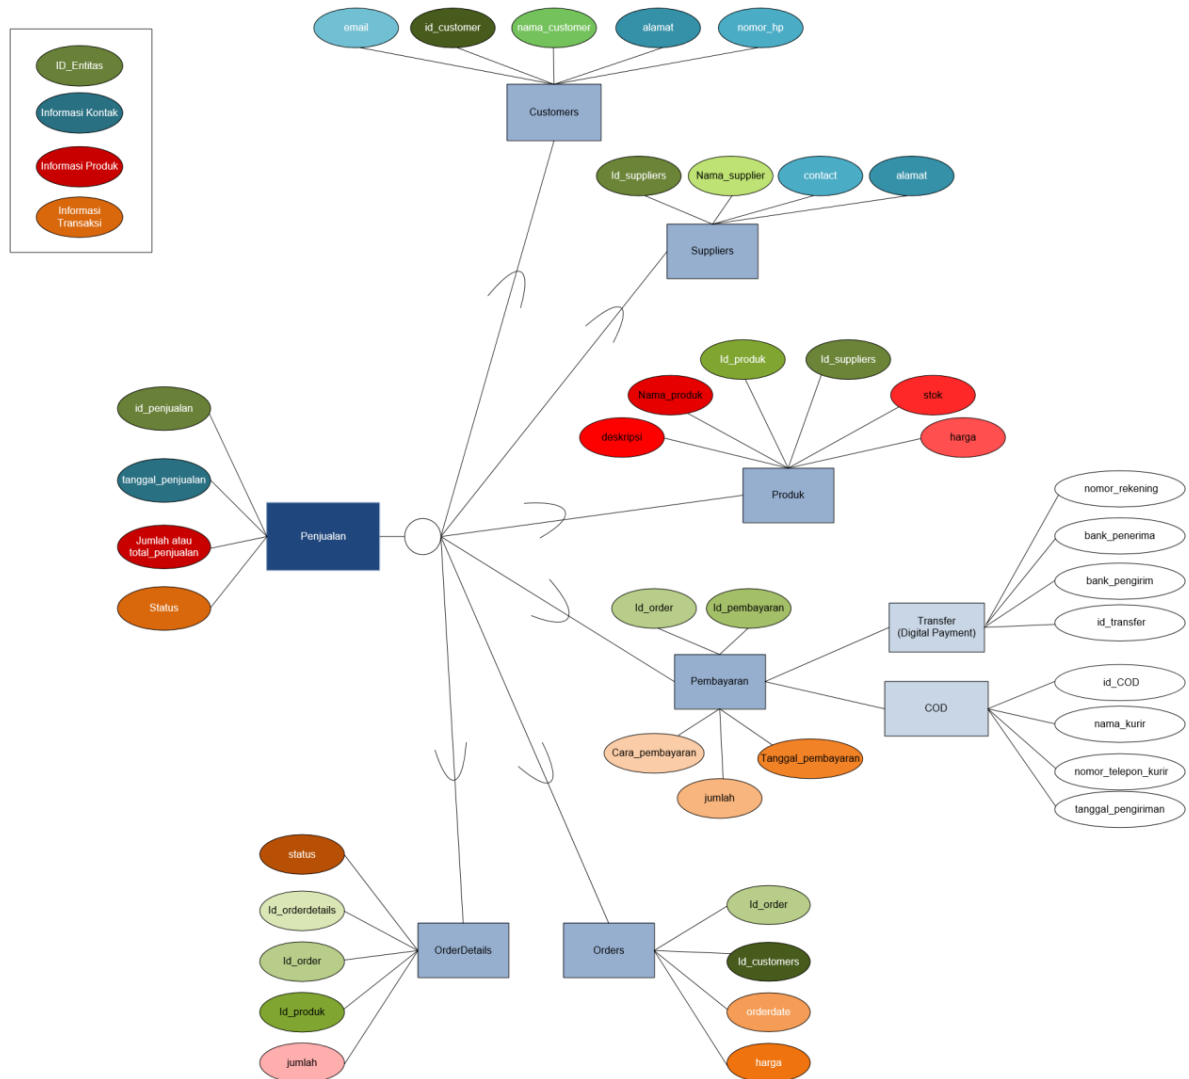 email
id_customer
nama_customer
alamat
nomor_hp
ID_Entitas
Informasi Kontak
Informasi Produk
Informasi
Transaksi
Customers
Id_suppliers
Nama_supplier
contact
alamat
Suppliers
Id_produk
Id_suppliers
Nama_produk
stok
deskripsi
harga
Produk
id_penjualan
tanggal_penjualan
Jumlah atau
total_penjualan
Status
Penjualan
nomor_rekening
bank_penerima
bank_pengirim
id_transfer
Id_order
Id_pembayaran
Transfer
(Digital Payment)
Pembayaran
COD
id_COD
nama_kurir
nomor_telepon_kurir
tanggal_pengiriman
Cara_pembayaran
Tanggal_pembayaran
jumlah
status
Id_orderdetails
Id_order
Id_produk
jumlah
OrderDetails
Orders
Id_order
Id_customers
orderdate
harga